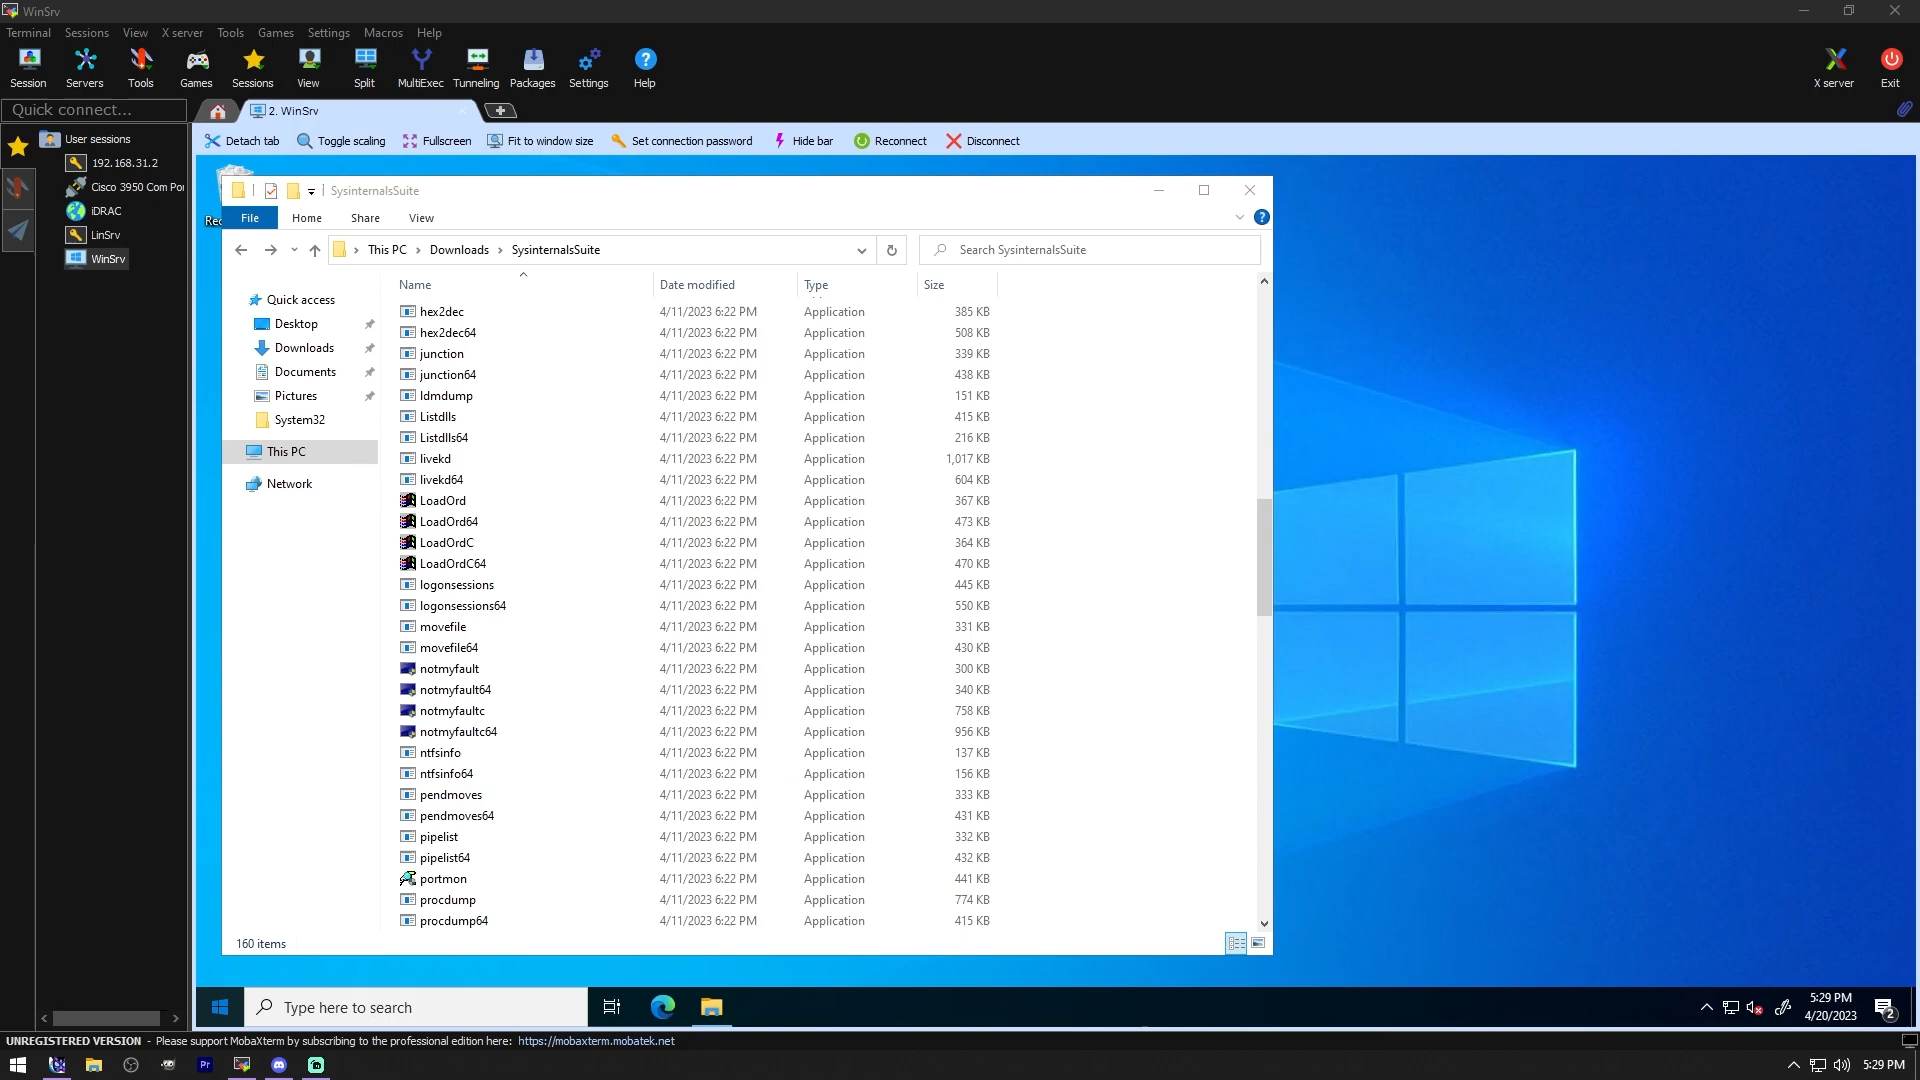 WinSrv
Terminal Sessions View X server Tools Games Settings Macros Help
Session Servers Tools Games Sessions View Split MultiExec Tunneling Packages Settings Help X server Exit
Quick connect...
2. WinSrv
Detach tab Toggle scaling Fullscreen Fit to window size Set connection password Hide bar Reconnect Disconnect
User sessions
192.168.31.2
Cisco 3950 Com Por
iDRAC
LinSrv
WinSrv
SysinternalsSuite
File Home Share View
This PC Downloads SysinternalsSuite
Search SysinternalsSuite
Quick access
Desktop
Downloads
Documents
Pictures
System32
This PC
Network
Name Date modified Type Size
hex2dec 4/11/2023 6:22 PM Application 385 KB
hex2dec64 4/11/2023 6:22 PM Application 508 KB
junction 4/11/2023 6:22 PM Application 339 KB
junction64 4/11/2023 6:22 PM Application 438 KB
ldmdump 4/11/2023 6:22 PM Application 151 KB
Listdlls 4/11/2023 6:22 PM Application 415 KB
Listdlls64 4/11/2023 6:22 PM Application 216 KB
livekd 4/11/2023 6:22 PM Application 1,017 KB
livekd64 4/11/2023 6:22 PM Application 604 KB
LoadOrd 4/11/2023 6:22 PM Application 367 KB
LoadOrd64 4/11/2023 6:22 PM Application 473 KB
LoadOrdC 4/11/2023 6:22 PM Application 364 KB
LoadOrdC64 4/11/2023 6:22 PM Application 470 KB
logonsessions 4/11/2023 6:22 PM Application 445 KB
logonsessions64 4/11/2023 6:22 PM Application 550 KB
movefile 4/11/2023 6:22 PM Application 331 KB
movefile64 4/11/2023 6:22 PM Application 430 KB
notmyfault 4/11/2023 6:22 PM Application 300 KB
notmyfault64 4/11/2023 6:22 PM Application 340 KB
notmyfaultc 4/11/2023 6:22 PM Application 758 KB
notmyfaultc64 4/11/2023 6:22 PM Application 956 KB
ntfsinfo 4/11/2023 6:22 PM Application 137 KB
ntfsinfo64 4/11/2023 6:22 PM Application 156 KB
pendmoves 4/11/2023 6:22 PM Application 333 KB
pendmoves64 4/11/2023 6:22 PM Application 431 KB
pipelist 4/11/2023 6:22 PM Application 332 KB
pipelist64 4/11/2023 6:22 PM Application 432 KB
portmon 4/11/2023 6:22 PM Application 441 KB
procdump 4/11/2023 6:22 PM Application 774 KB
procdump64 4/11/2023 6:22 PM Application 415 KB
160 items
Type here to search
5:29 PM
4/20/2023
2
UNREGISTERED VERSION - Please support MobaXterm by subscribing to the professional edition here: https://mobaxterm.mobatek.net
Pr
5:29 PM